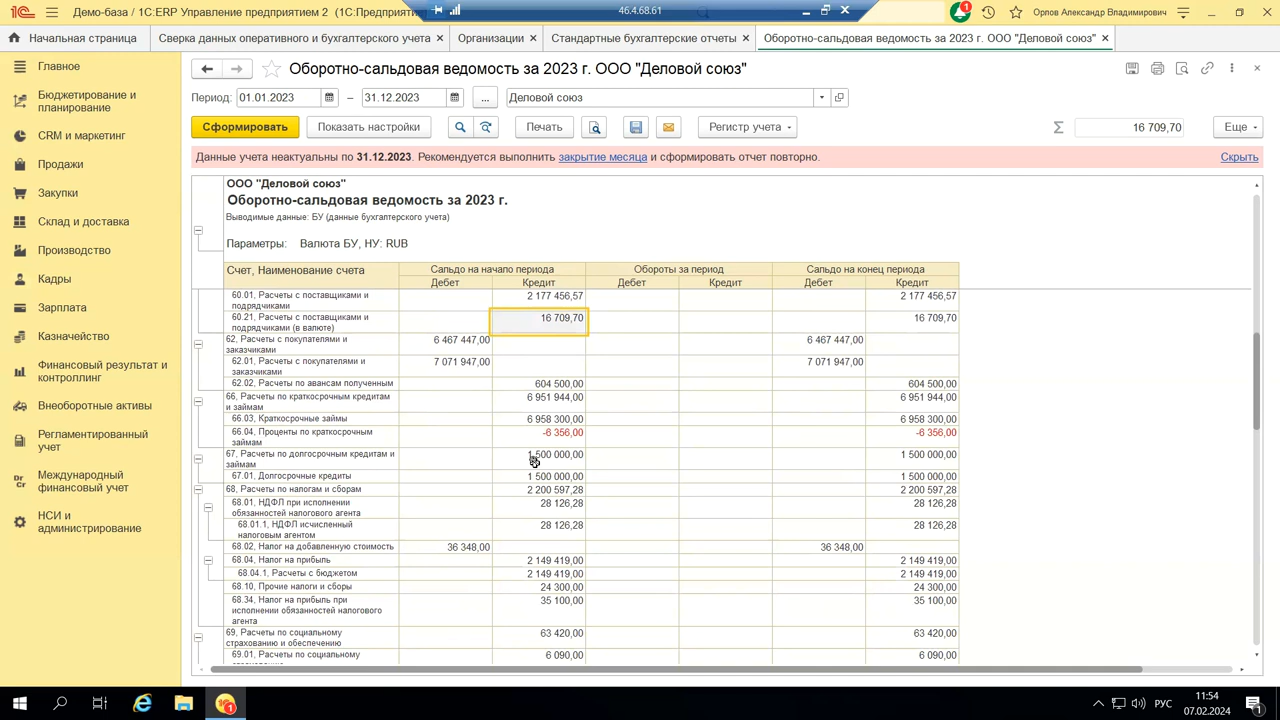 Демо-база / 1С:ERP Управление предприятием 2 (1С:Предприятие
46.4.68.61
Орлов Александр Владимирович
Начальная страница
Сверка данных оперативного и бухгалтерского учета ×
Организации ×
Стандартные бухгалтерские отчеты ×
Оборотно-сальдовая ведомость за 2023 г. ООО "Деловой союз" ×
Главное
Бюджетирование и
планирование
CRM и маркетинг
Продажи
Закупки
Склад и доставка
Производство
Кадры
Зарплата
Казначейство
Финансовый результат и
контроллинг
Внеоборотные активы
Регламентированный
учет
Международный
финансовый учет
НСИ и
администрирование
Оборотно-сальдовая ведомость за 2023 г. ООО "Деловой союз"
Период: 01.01.2023 – 31.12.2023 ... Деловой союз
Сформировать Показать настройки Печать Регистр учета Σ 16 709,70 Еще
Данные учета неактуальны по 31.12.2023. Рекомендуется выполнить закрытие месяца и сформировать отчет повторно. Скрыть
ООО "Деловой союз"
Оборотно-сальдовая ведомость за 2023 г.
Выводимые данные: БУ (данные бухгалтерского учета)
Параметры: Валюта БУ, НУ: RUB
Счет, Наименование счета Сальдо на начало периода Обороты за период Сальдо на конец периода
Дебет Кредит Дебет Кредит Дебет Кредит
60.01, Расчеты с поставщиками и 2 177 456,57 2 177 456,57
подрядчиками
60.21, Расчеты с поставщиками и 16 709,70 16 709,70
подрядчиками (в валюте)
62, Расчеты с покупателями и 6 467 447,00 6 467 447,00
заказчиками
62.01, Расчеты с покупателями и 7 071 947,00 7 071 947,00
заказчиками
62.02, Расчеты по авансам полученным 604 500,00 604 500,00
66, Расчеты по краткосрочным кредитам 6 951 944,00 6 951 944,00
и займам
66.03, Краткосрочные займы 6 958 300,00 6 958 300,00
66.04, Проценты по краткосрочным -6 356,00 -6 356,00
займам
67, Расчеты по долгосрочным кредитам и 1 500 000,00 1 500 000,00
займам
67.01, Долгосрочные кредиты 1 500 000,00 1 500 000,00
68, Расчеты по налогам и сборам 2 200 597,28 2 200 597,28
68.01, НДФЛ при исполнении 28 126,28 28 126,28
обязанностей налогового агента
68.01.1, НДФЛ исчисленный 28 126,28 28 126,28
налоговым агентом
68.02, Налог на добавленную стоимость 36 348,00 36 348,00
68.04, Налог на прибыль 2 149 419,00 2 149 419,00
68.04.1, Расчеты с бюджетом 2 149 419,00 2 149 419,00
68.10, Прочие налоги и сборы 24 300,00 24 300,00
68.34, Налог на прибыль при 35 100,00 35 100,00
исполнении обязанностей налогового
агента
69, Расчеты по социальному 63 420,00 63 420,00
страхованию и обеспечению
69.01, Расчеты по социальному 6 090,00 6 090,00
РУС
11:54
07.02.2024